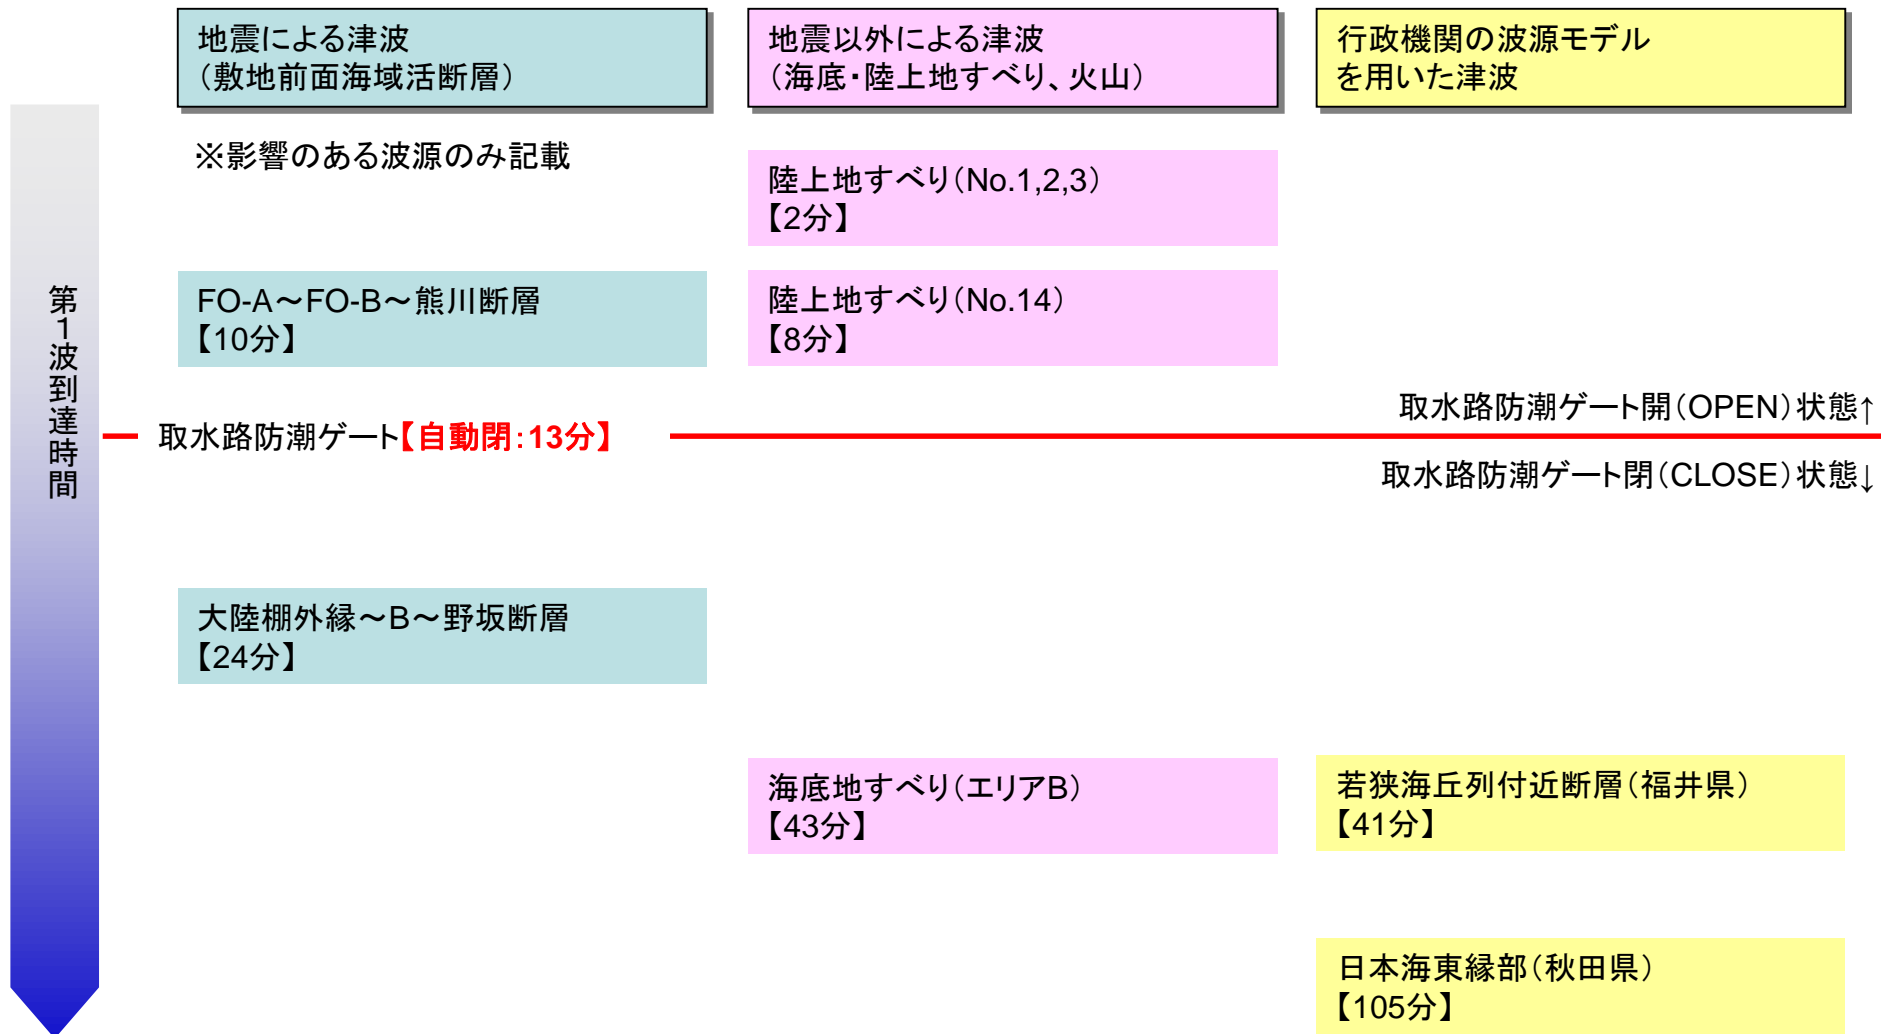 地震による津波
（敷地前面海域活断層）
地震以外による津波
（海底・陸上地すべり、火山）
行政機関の波源モデル
を用いた津波
※影響のある波源のみ記載
陸上地すべり（No.1,2,3）
【2分】
第1波到達時間
FO-A～FO-B～熊川断層
【10分】
陸上地すべり（No.14）
【8分】
取水路防潮ゲート開（OPEN）状態↑
取水路防潮ゲート【自動閉：13分】
取水路防潮ゲート閉（CLOSE）状態↓
大陸棚外縁～B～野坂断層
【24分】
海底地すべり（エリアB）
【43分】
若狭海丘列付近断層（福井県）
【41分】
日本海東縁部（秋田県）
【105分】